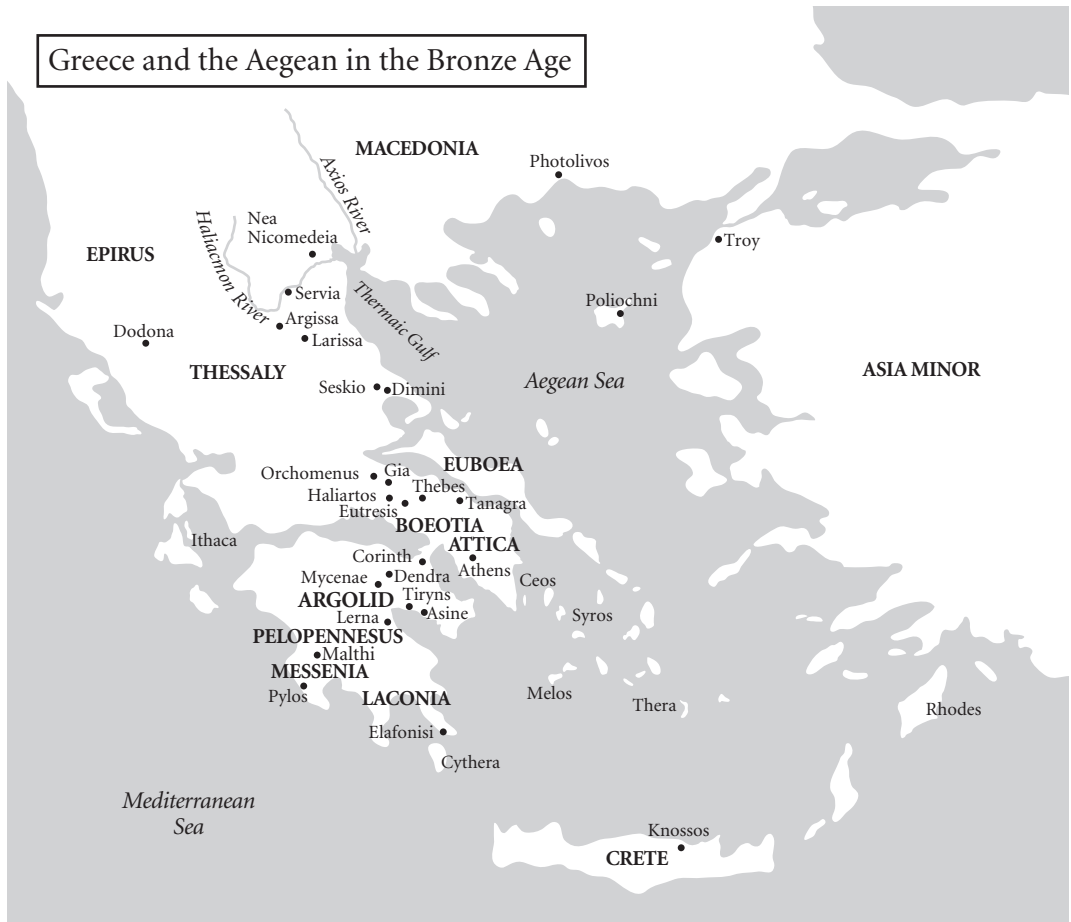 Greece and the Aegean in the Bronze Age
MACEDONIA
Photolivos
Axios River
Haliacmon River
Nea
Nicomedeia
Troy
EPIRUS
Servia
Thermaic Gulf
Poliochni
Argissa
Dodona
Larissa
THESSALY
Aegean Sea
ASIA MINOR
Seskio
Dimini
EUBOEA
Orchomenus
Gia
Thebes
Haliartos
Tanagra
Eutresis
BOEOTIA
Ithaca
ATTICA
Corinth
Athens
Mycenae
Dendra
Ceos
ARGOLID
Tiryns
Asine
Lerna
Syros
PELOPENNESUS
Malthi
MESSENIA
Pylos
LACONIA
Melos
Thera
Rhodes
Elafonisi
Cythera
Mediterranean
Sea
Knossos
CRETE